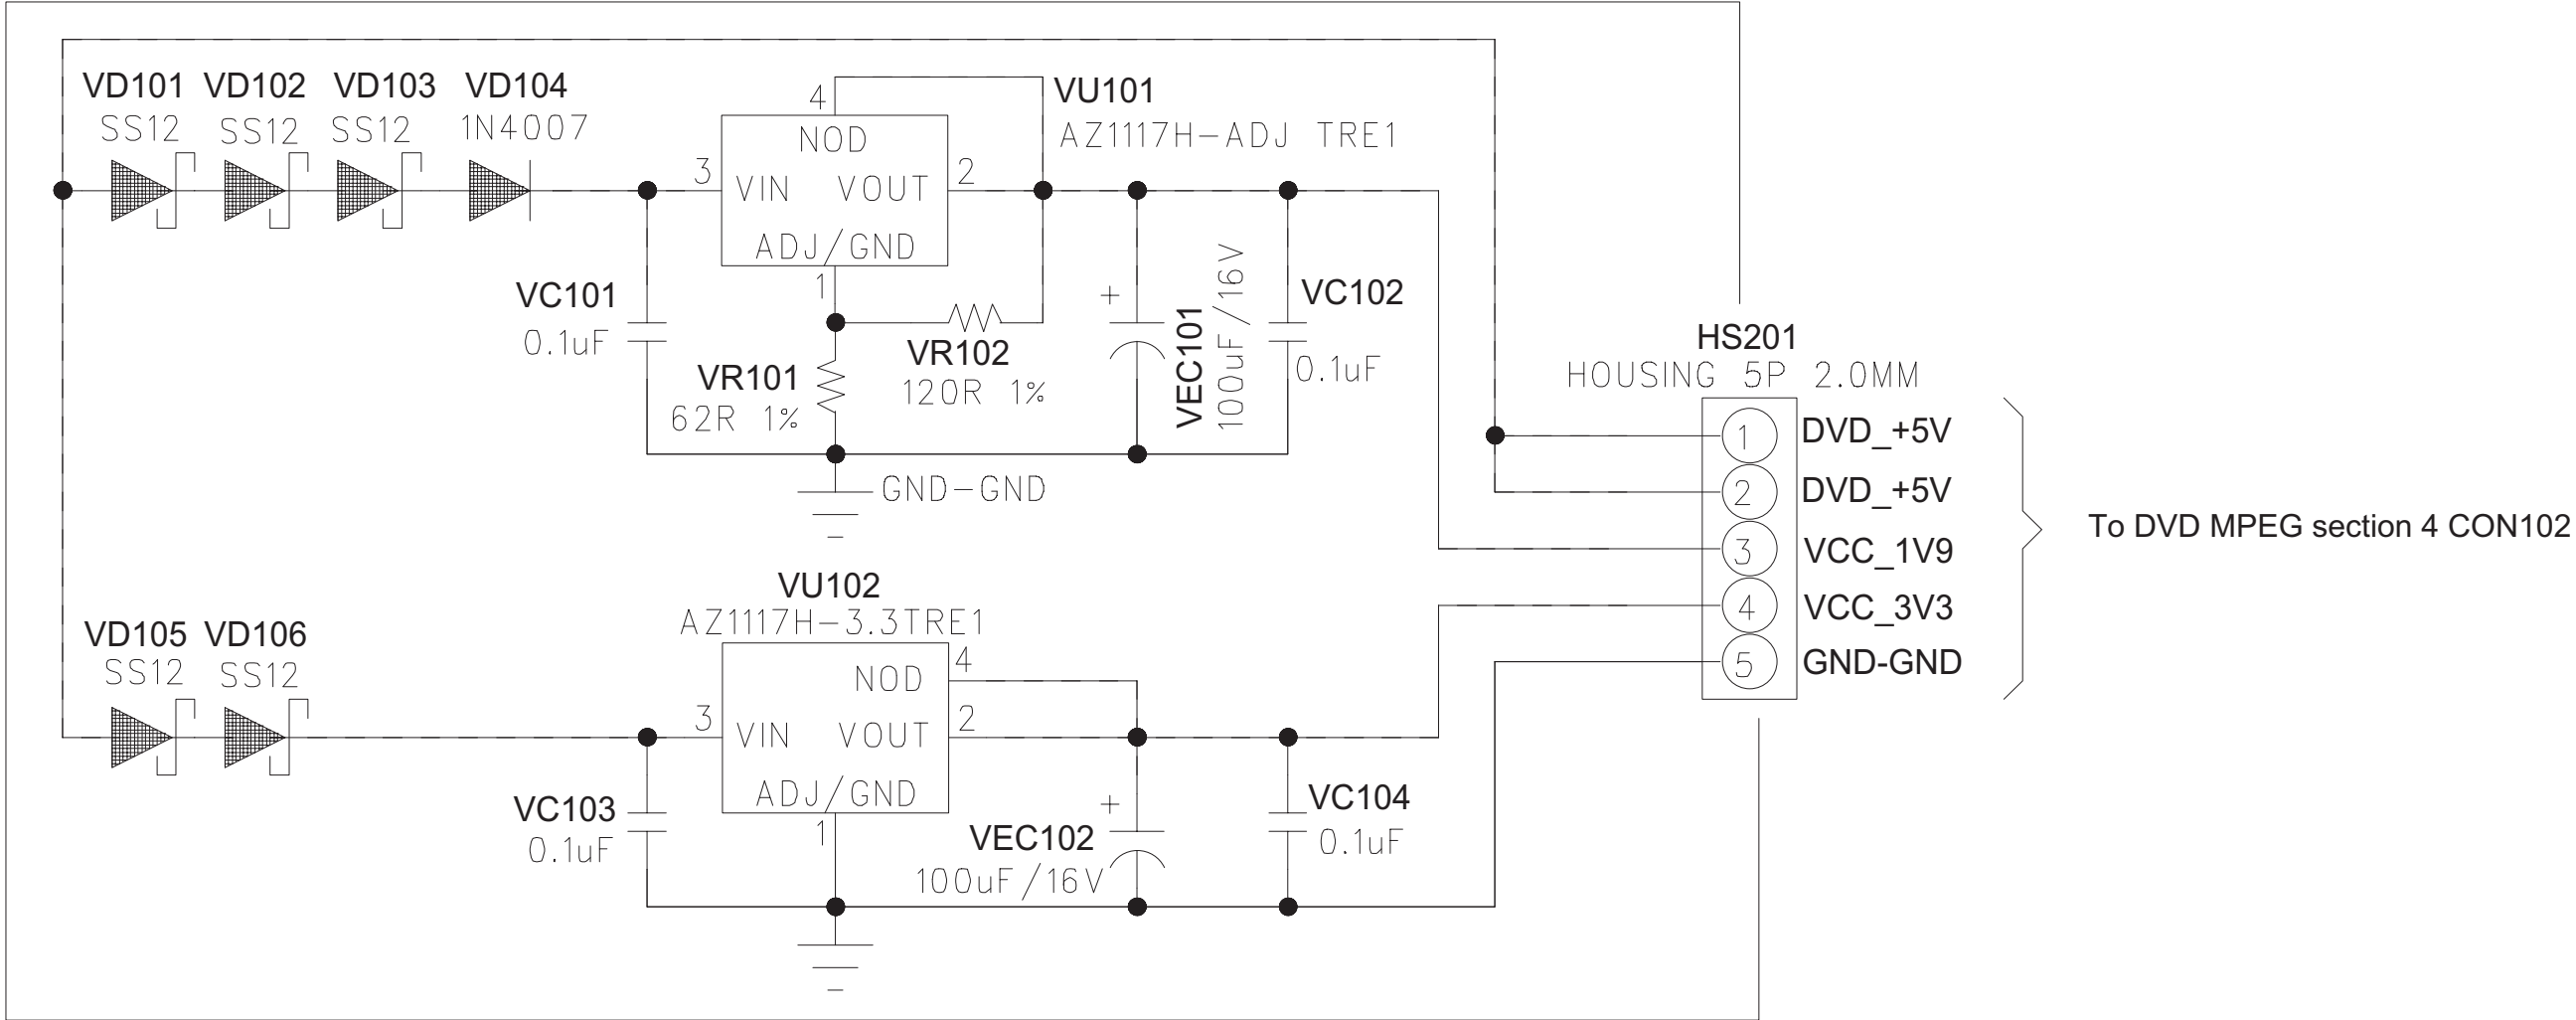 VD101
SS12
VD102
SS12
VD103
SS12
VD104
1N4007
4
NOD
3
VIN
VOUT
2
ADJ/GND
1
VU101
AZ1117H-ADJ TRE1
VC101
0.1uF
VR101
62R 1%
VR102
120R 1%
+
VEC101
100uF/16V
VC102
0.1uF
GND-GND
HS201
HOUSING 5P 2.0MM
1
DVD_+5V
2
DVD_+5V
3
VCC_1V9
4
VCC_3V3
5
GND-GND
To DVD MPEG section 4 CON102
VD105
SS12
VD106
SS12
VU102
AZ1117H-3.3TRE1
4
NOD
3
VIN
VOUT
2
ADJ/GND
1
VC103
0.1uF
+
VEC102
100uF/16V
VC104
0.1uF